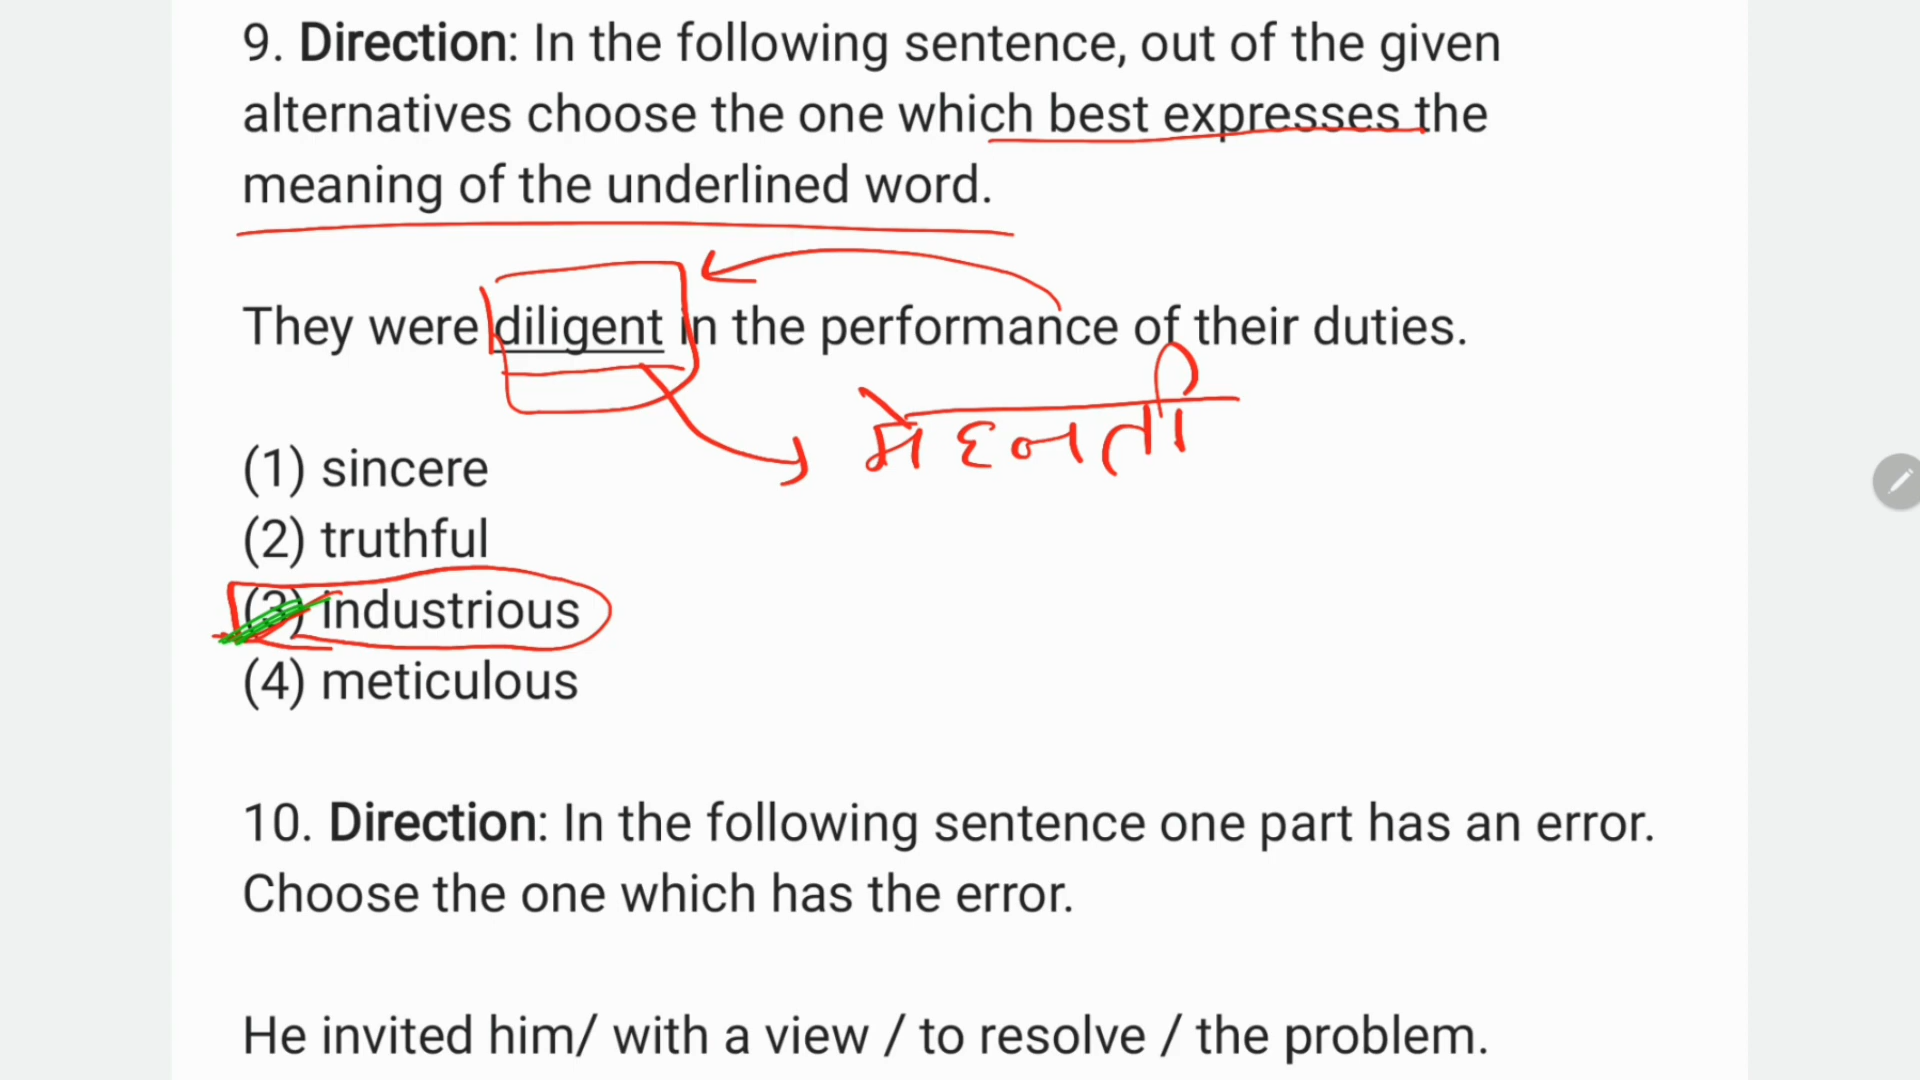 9. Direction: In the following sentence, out of the given
alternatives choose the one which best expresses the
meaning of the underlined word.
They were diligent in the performance of their duties.
मेहनती
(1) sincere
(2) truthful
(3) industrious
(4) meticulous
10. Direction: In the following sentence one part has an error.
Choose the one which has the error.
He invited him/ with a view / to resolve / the problem.